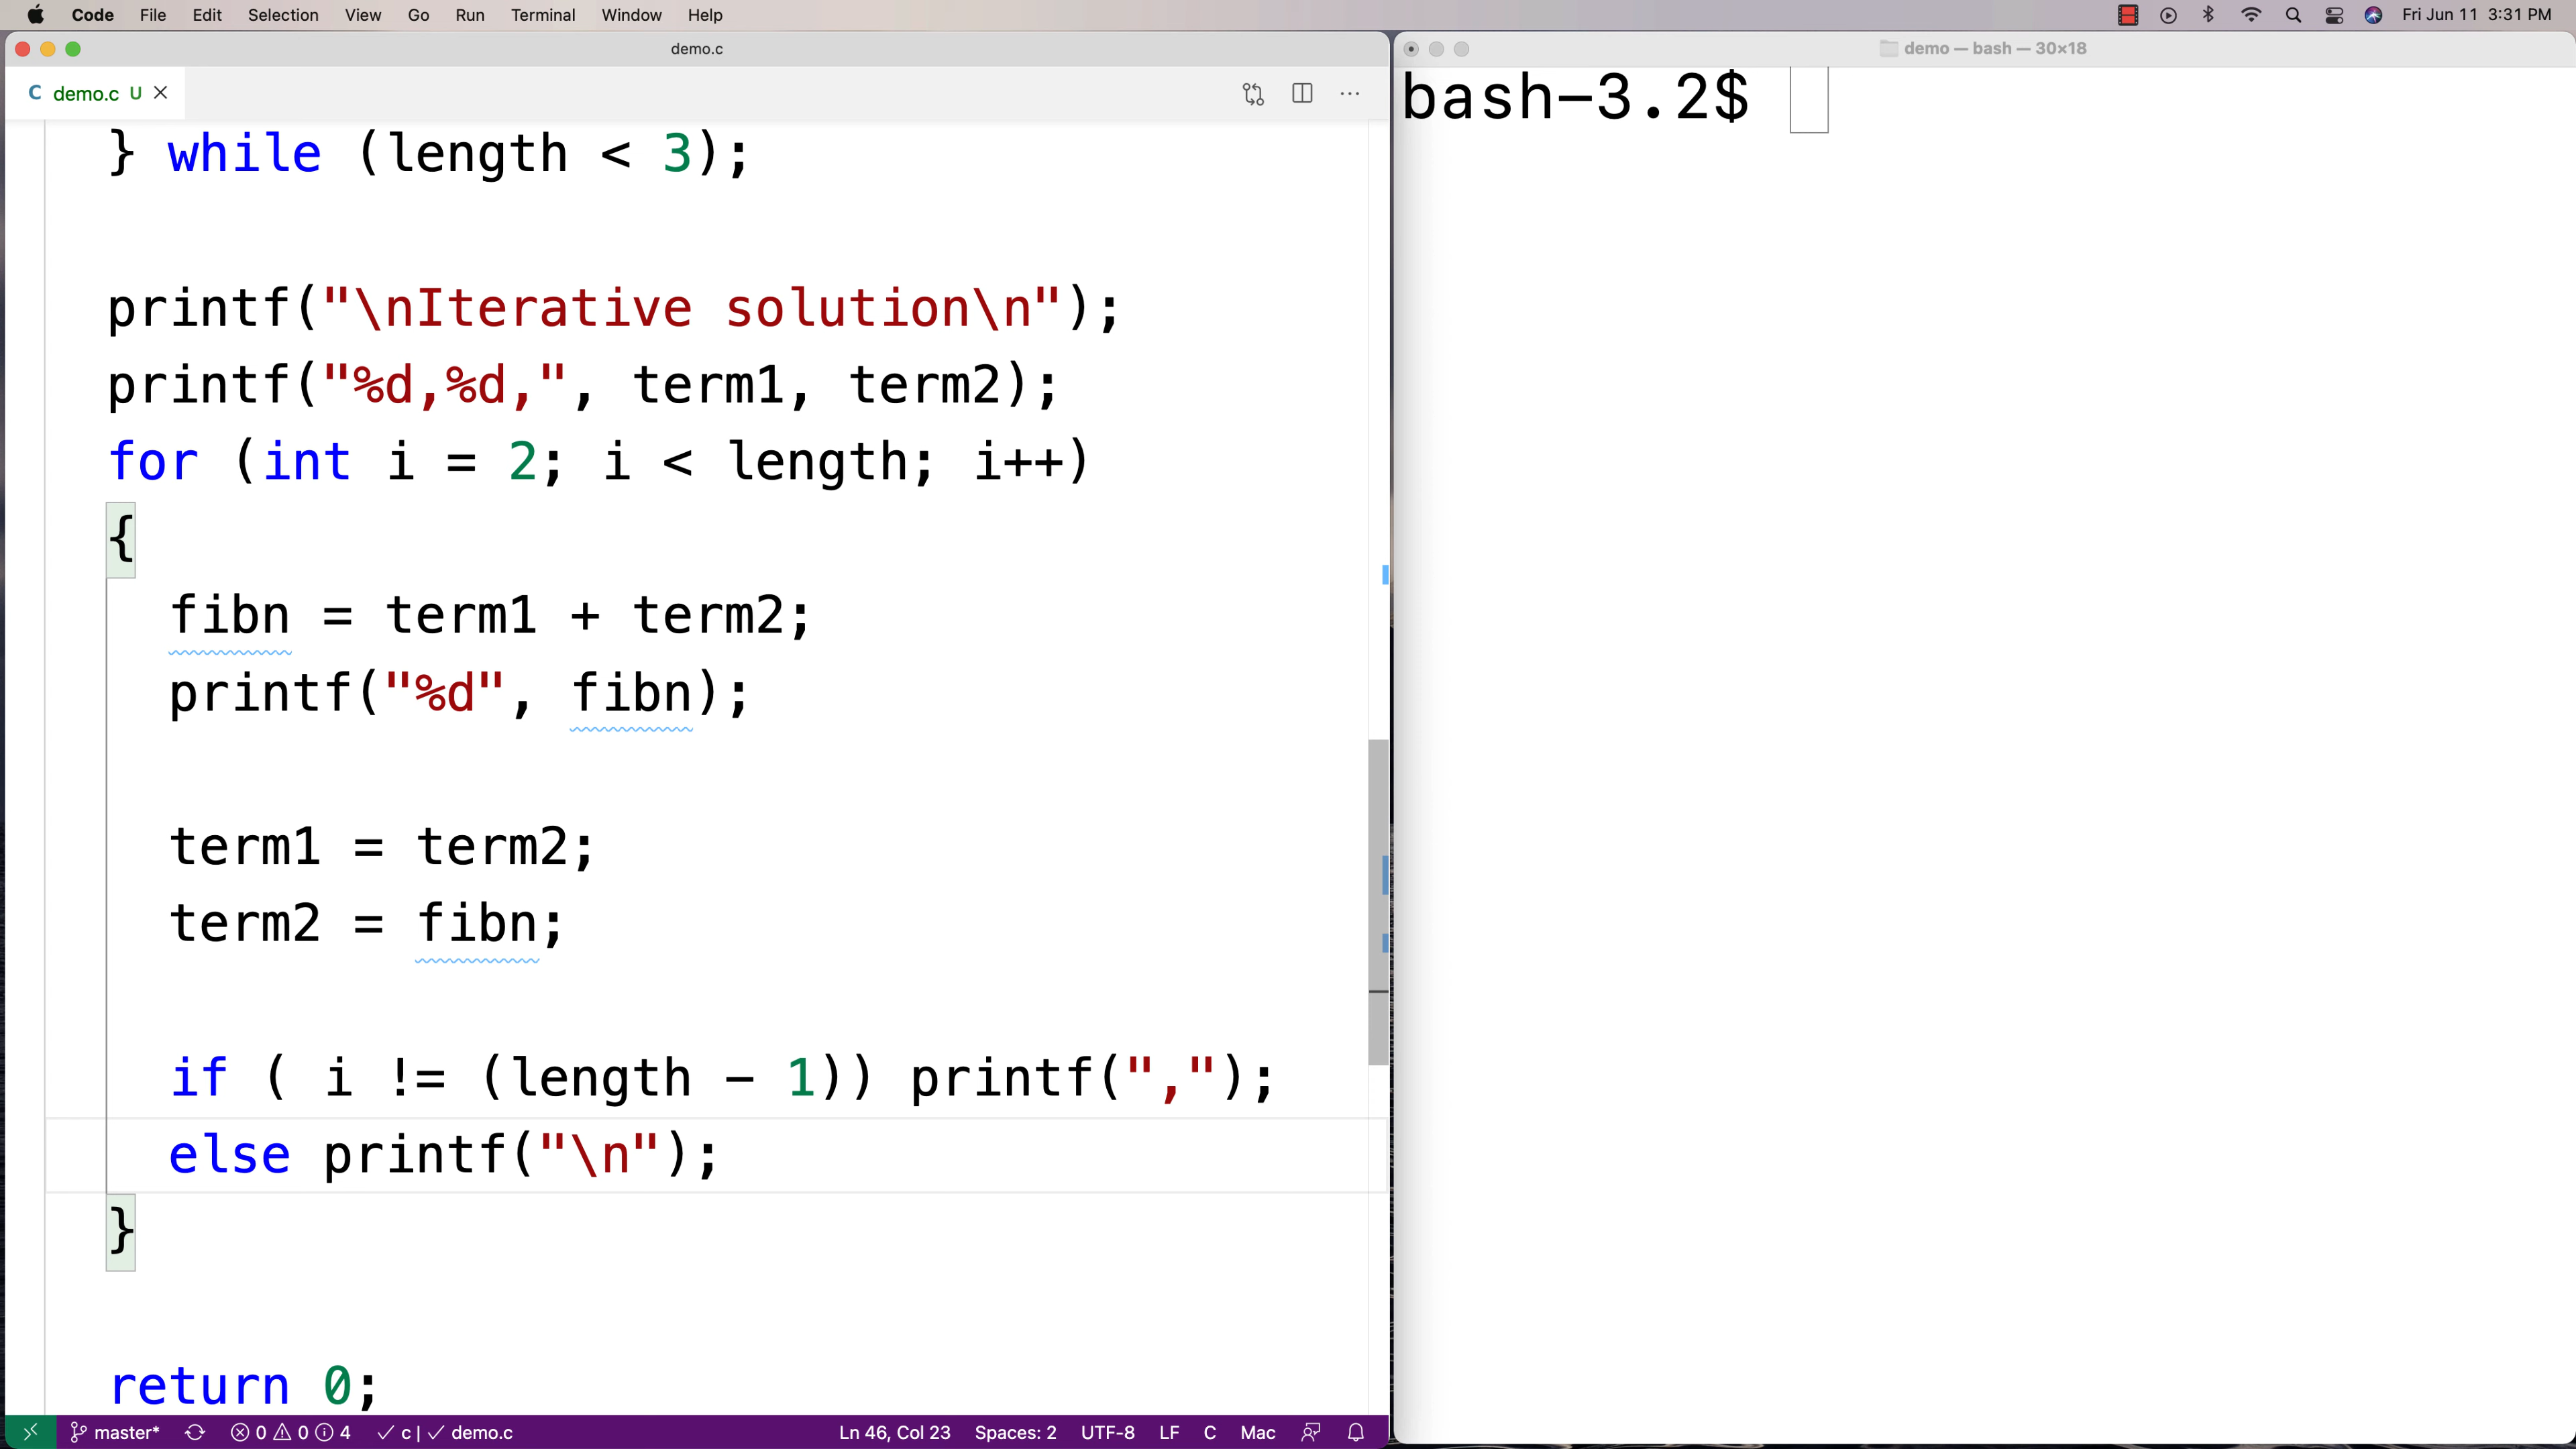 Code File Edit Selection View Go Run Terminal Window Help Fri Jun 11 3:31 PM
demo.c
demo — bash — 30×18
C demo.c U
bash-3.2$
} while (length < 3);
printf("\nIterative solution\n");
printf("%d,%d,", term1, term2);
for (int i = 2; i < length; i++)
{
fibn = term1 + term2;
printf("%d", fibn);
term1 = term2;
term2 = fibn;
if ( i != (length - 1)) printf(",");
else printf("\n");
}
return 0;
master* 0 0 4 c | demo.c Ln 46, Col 23 Spaces: 2 UTF-8 LF C Mac